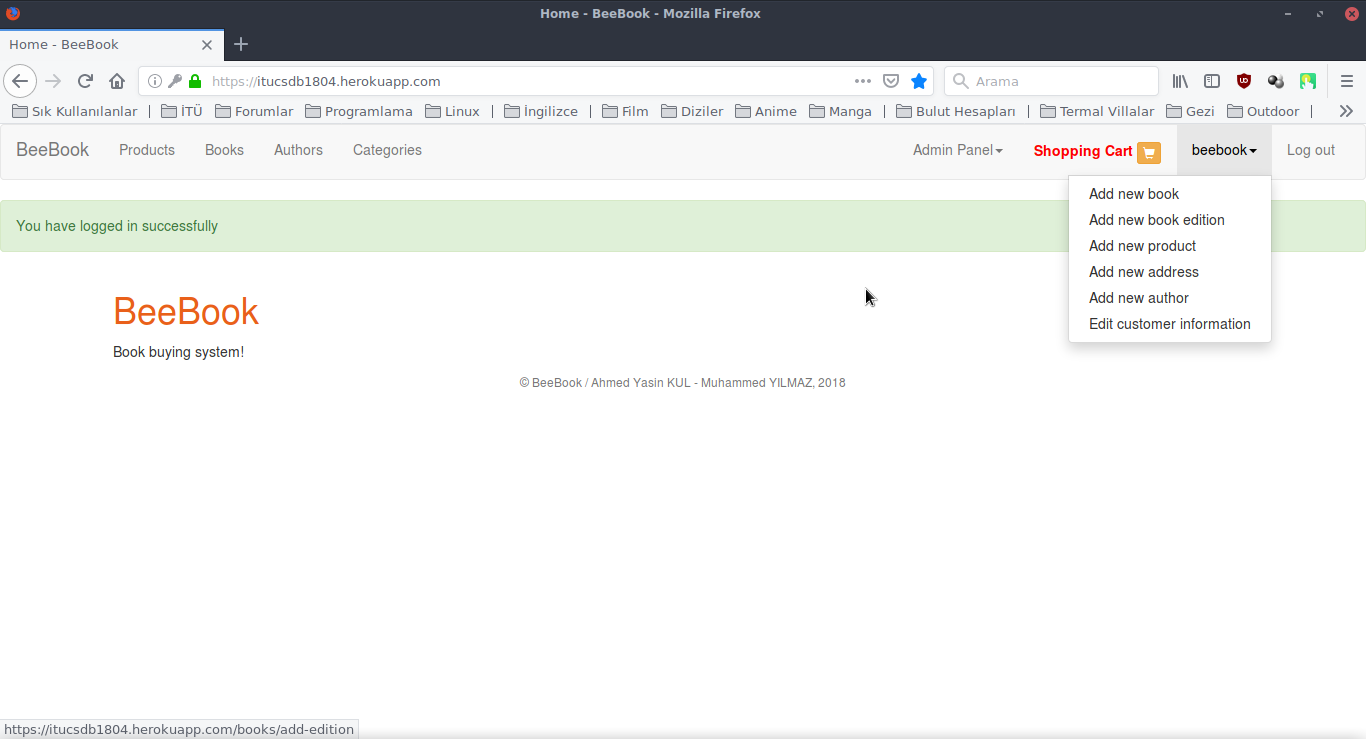 Home - BeeBook - Mozilla Firefox
Home - BeeBook
https://itucsdb1804.herokuapp.com
Arama
Sık Kullanılanlar | İTÜ Forumlar Programlama Linux | İngilizce | Film Diziler Anime Manga | Bulut Hesapları | Termal Villalar Gezi Outdoor |
BeeBook Products Books Authors Categories Admin Panel Shopping Cart beebook Log out
Add new book
Add new book edition
Add new product
Add new address
Add new author
Edit customer information
You have logged in successfully
BeeBook
Book buying system!
© BeeBook / Ahmed Yasin KUL - Muhammed YILMAZ, 2018
https://itucsdb1804.herokuapp.com/books/add-edition